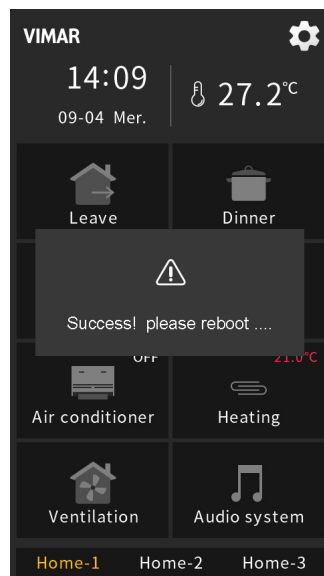 VIMAR
14:09
09-04 Mer.
27.2℃
Leave
Dinner
Success! please reboot ....
OFF
21.0℃
Air conditioner
Heating
Ventilation
Audio system
Home-1
Home-2
Home-3